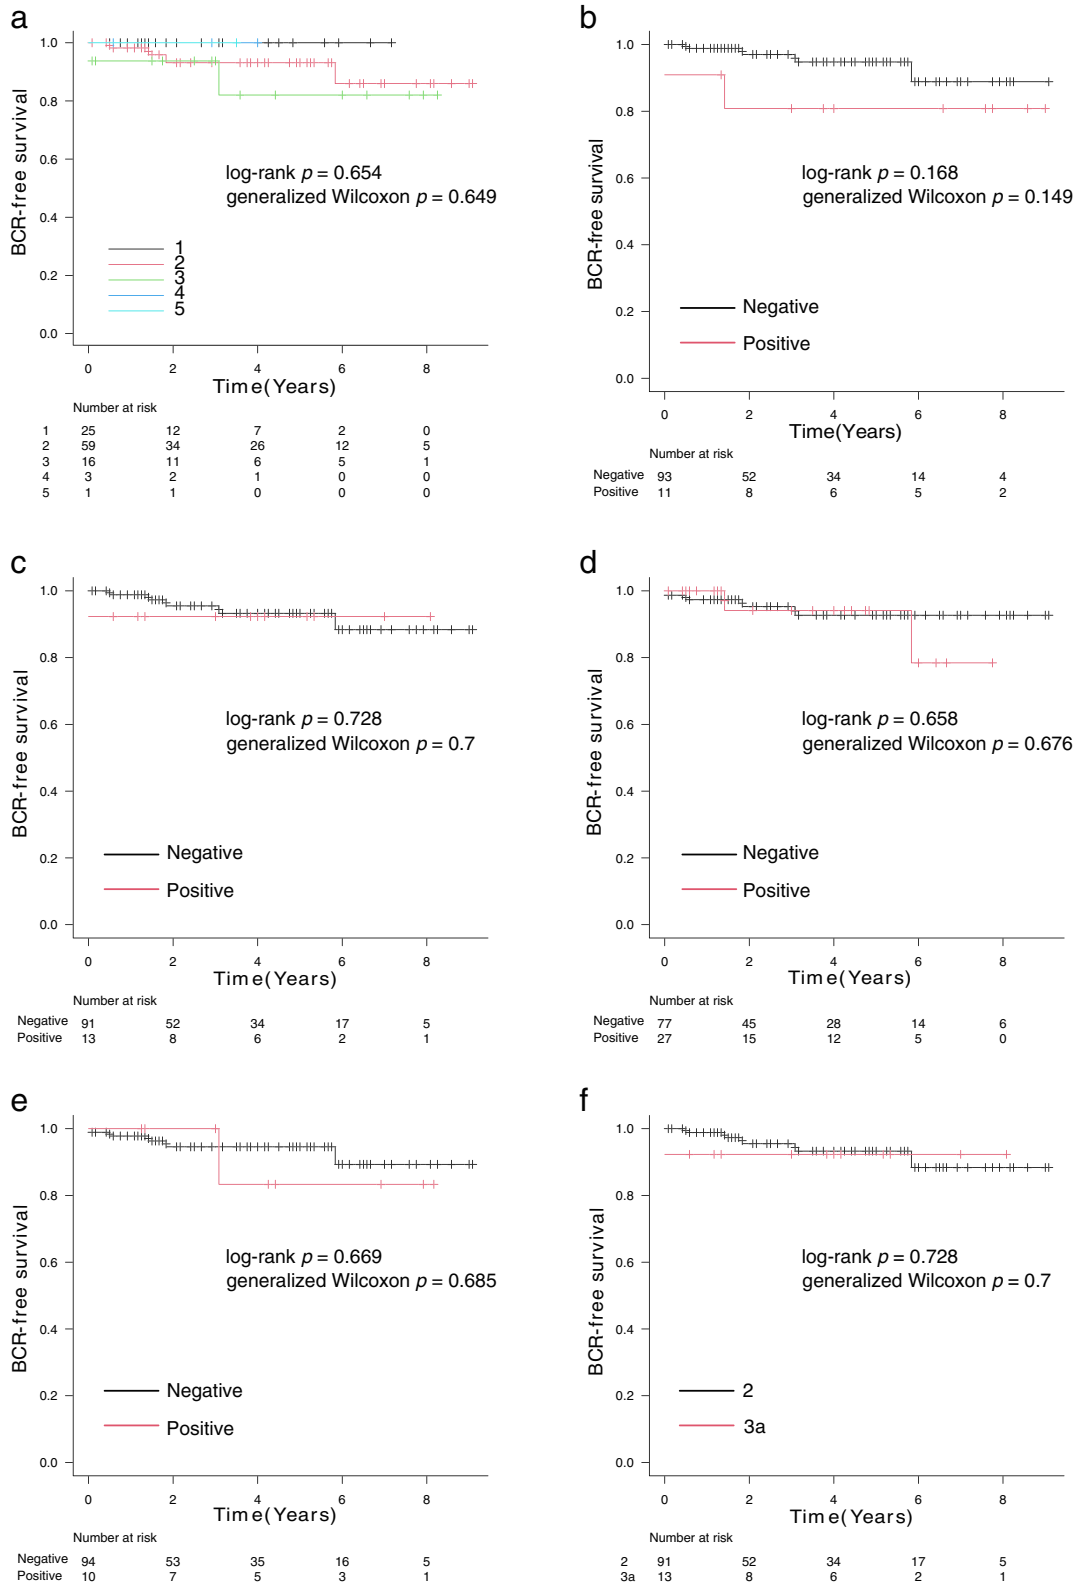 a
1.0
0.8
0.6
0.4
0.2
0.0
BCR-free survival
log-rank p = 0.654
generalized Wilcoxon p = 0.649
1
2
3
4
5
0 2 4 6 8
Time(Years)
Number at risk
1 25 12 7 2 0
2 59 34 26 12 5
3 16 11 6 5 1
4 3 2 1 0 0
5 1 1 0 0 0
b
1.0
0.8
0.6
0.4
0.2
0.0
BCR-free survival
log-rank p = 0.168
generalized Wilcoxon p = 0.149
Negative
Positive
0 2 4 6 8
Time(Years)
Number at risk
Negative 93 52 34 14 4
Positive 11 8 6 5 2
c
1.0
0.8
0.6
0.4
0.2
0.0
BCR-free survival
log-rank p = 0.728
generalized Wilcoxon p = 0.7
Negative
Positive
0 2 4 6 8
Time(Years)
Number at risk
Negative 91 52 34 17 5
Positive 13 8 6 2 1
d
1.0
0.8
0.6
0.4
0.2
0.0
BCR-free survival
log-rank p = 0.658
generalized Wilcoxon p = 0.676
Negative
Positive
0 2 4 6 8
Time(Years)
Number at risk
Negative 77 45 28 14 6
Positive 27 15 12 5 0
e
1.0
0.8
0.6
0.4
0.2
0.0
BCR-free survival
log-rank p = 0.669
generalized Wilcoxon p = 0.685
Negative
Positive
0 2 4 6 8
Time(Years)
Number at risk
Negative 94 53 35 16 5
Positive 10 7 5 3 1
f
1.0
0.8
0.6
0.4
0.2
0.0
BCR-free survival
log-rank p = 0.728
generalized Wilcoxon p = 0.7
2
3a
0 2 4 6 8
Time(Years)
Number at risk
2 91 52 34 17 5
3a 13 8 6 2 1